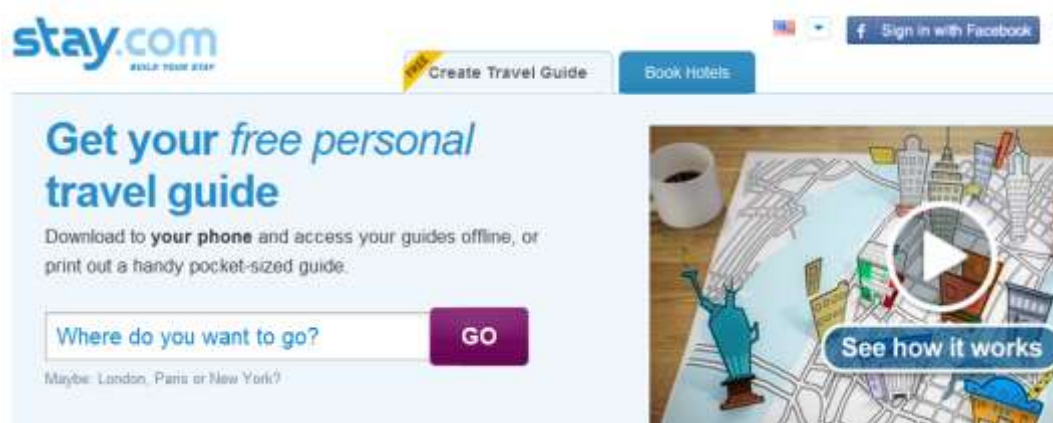 stay.com
BUILD YOUR STAY
Sign in with Facebook
FREE
Create Travel Guide
Book Hotels
Get your free personal
travel guide
Download to your phone and access your guides offline, or
print out a handy pocket-sized guide.
Where do you want to go?
GO
Maybe: London, Paris or New York?
See how it works